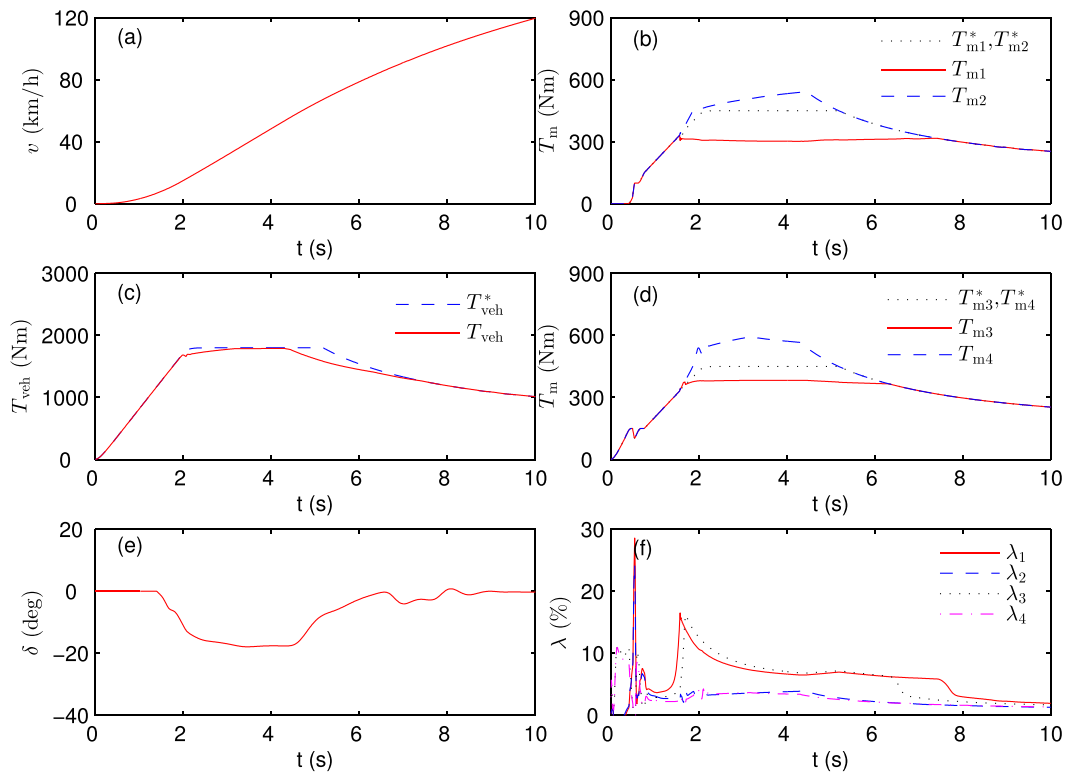 (a)
v (km/h)
120
80
40
0
0 2 4 6 8 10
t (s)
(b)
T*m1,T*m2
Tm1
Tm2
Tm (Nm)
900
600
300
0
0 2 4 6 8 10
t (s)
(c)
T*veh
Tveh
Tveh (Nm)
3000
2000
1000
0
0 2 4 6 8 10
t (s)
(d)
T*m3,T*m4
Tm3
Tm4
Tm (Nm)
900
600
300
0
0 2 4 6 8 10
t (s)
(e)
δ (deg)
20
0
−20
−40
0 2 4 6 8 10
t (s)
(f)
λ1
λ2
λ3
λ4
λ (%)
30
20
10
0
0 2 4 6 8 10
t (s)